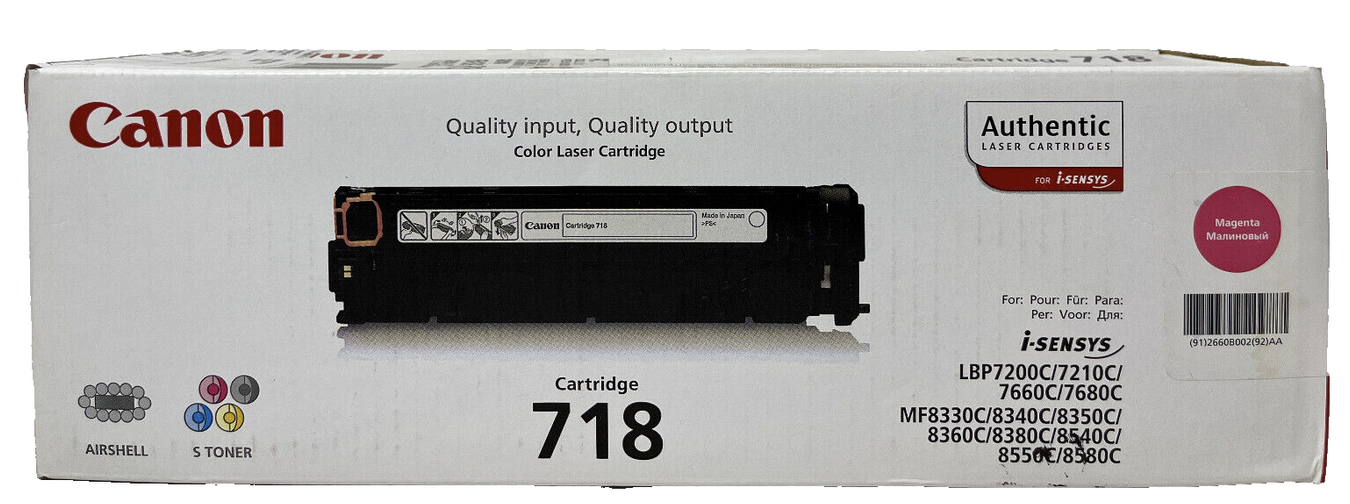 Cartridge 718
Canon
Quality input, Quality output
Color Laser Cartridge
Authentic
LASER CARTRIDGES
FOR i-SENSYS
Canon
Cartridge 718
Made in Japan
>PS<
Magenta
Малиновый
For: Pour: Für: Para:
Per: Voor: Для:
i-SENSYS
LBP7200C/7210C/
7660C/7680C
MF8330C/8340C/8350C/
8360C/8380C/8540C/
8550C/8580C
(91)2660B002(92)AA
Cartridge
718
AIRSHELL
S TONER